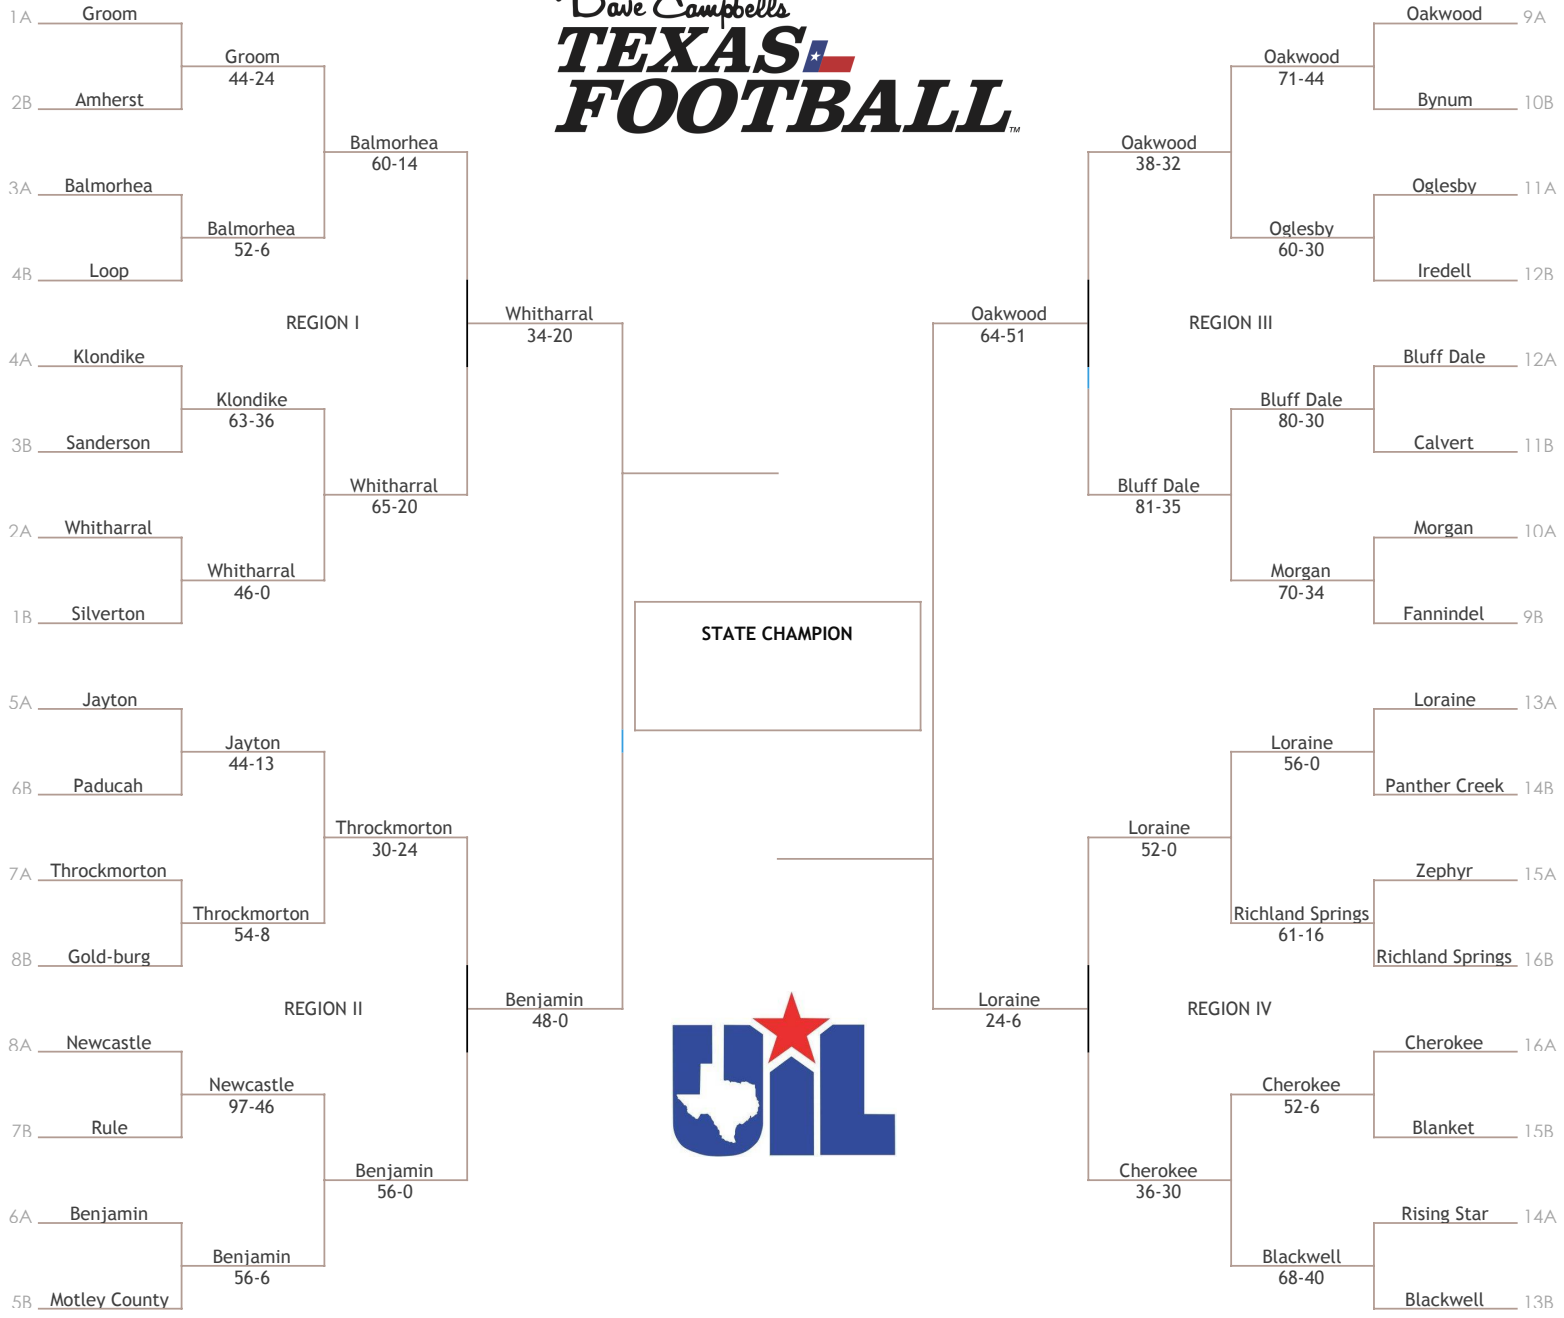 Dave Campbell's
TEXAS
FOOTBALL™
1A Groom
Groom
44-24
2B Amherst
Balmorhea
60-14
3A Balmorhea
Balmorhea
52-6
4B Loop
REGION I
Whitharral
34-20
4A Klondike
Klondike
63-36
3B Sanderson
Whitharral
65-20
2A Whitharral
Whitharral
46-0
1B Silverton
5A Jayton
Jayton
44-13
6B Paducah
Throckmorton
30-24
7A Throckmorton
Throckmorton
54-8
8B Gold-burg
REGION II
Benjamin
48-0
8A Newcastle
Newcastle
97-46
7B Rule
Benjamin
56-0
6A Benjamin
Benjamin
56-6
5B Motley County
STATE CHAMPION
UIL
Oakwood 9A
Oakwood
71-44
Bynum 10B
Oakwood
38-32
Oglesby 11A
Oglesby
60-30
Iredell 12B
Oakwood
64-51
REGION III
Bluff Dale 12A
Bluff Dale
80-30
Calvert 11B
Bluff Dale
81-35
Morgan 10A
Morgan
70-34
Fannindel 9B
Loraine 13A
Loraine
56-0
Panther Creek 14B
Loraine
52-0
Zephyr 15A
Richland Springs
61-16
Richland Springs 16B
Loraine
24-6
REGION IV
Cherokee 16A
Cherokee
52-6
Blanket 15B
Cherokee
36-30
Rising Star 14A
Blackwell
68-40
Blackwell 13B